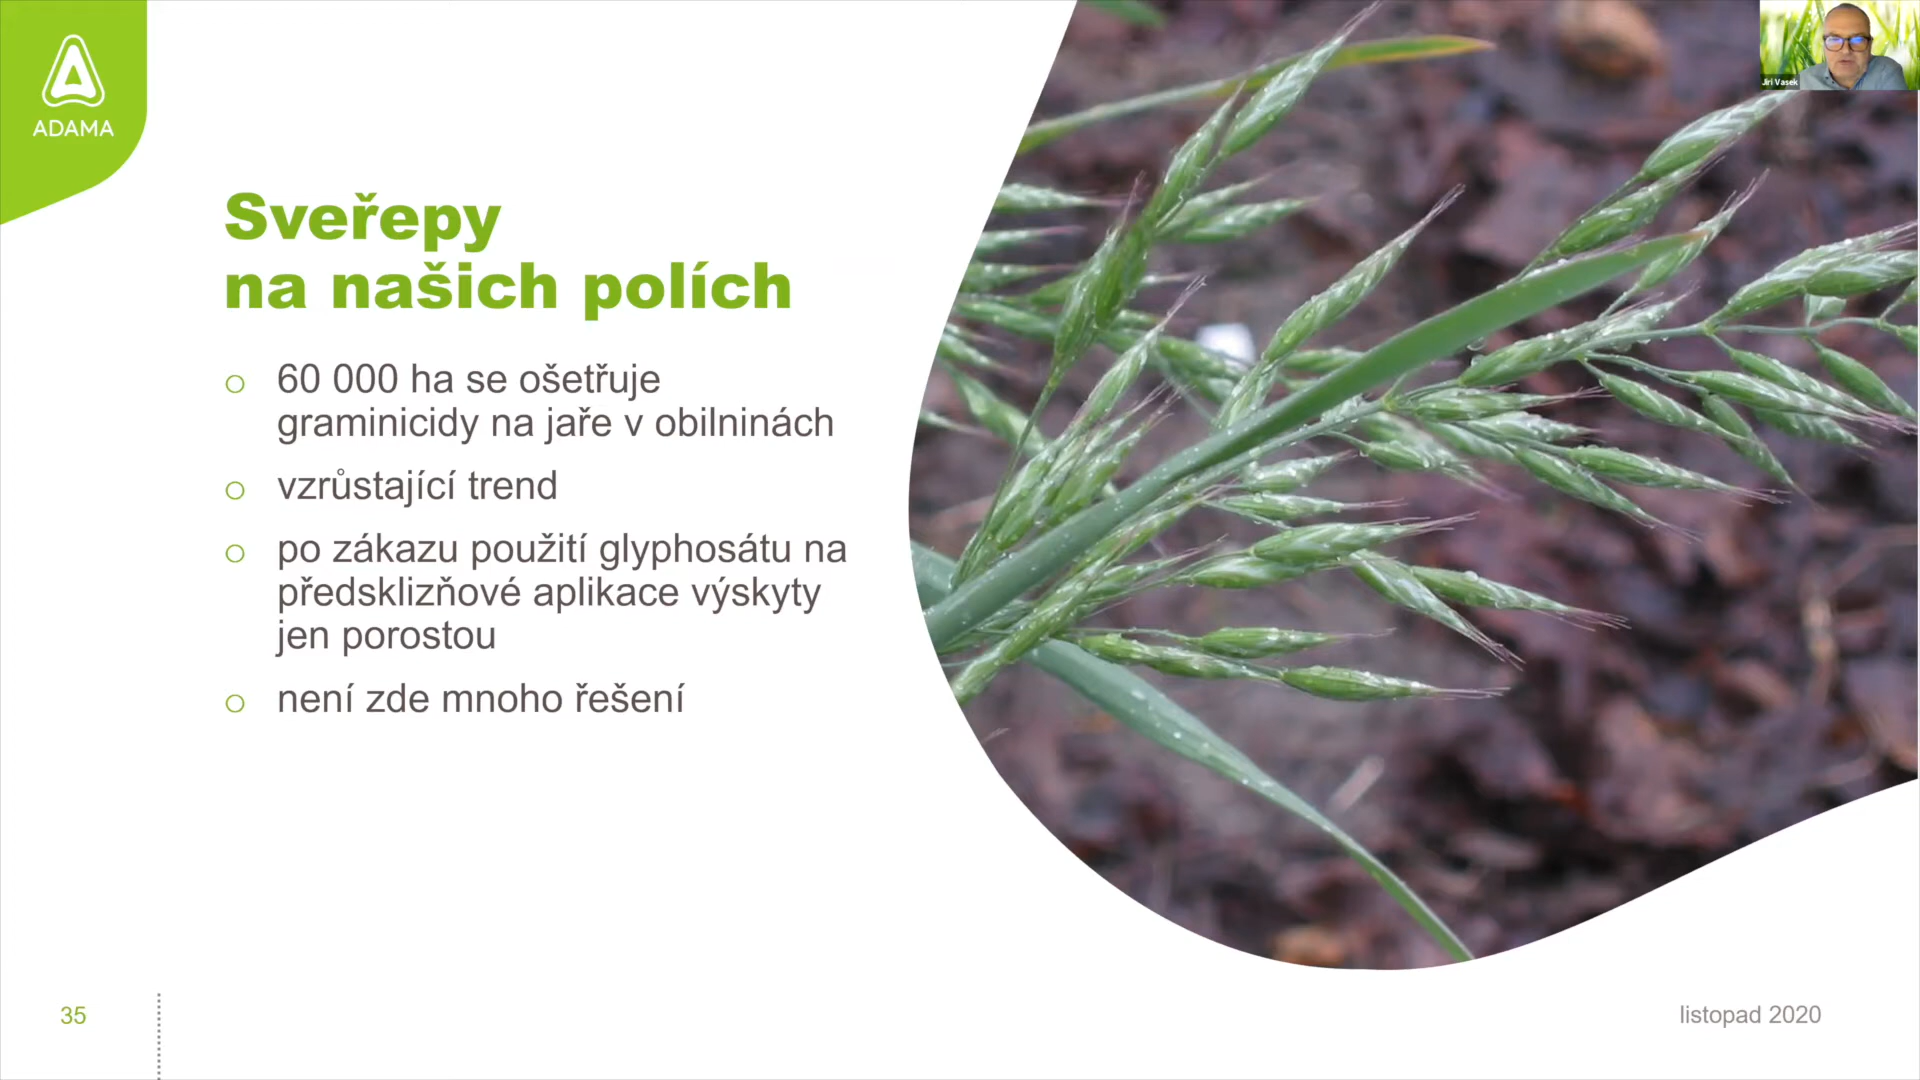 ADAMA
Jiri Vasek
Sveřepy
na našich polích
60 000 ha se ošetřuje
graminicidy na jaře v obilninách
vzrůstající trend
po zákazu použití glyphosátu na
předsklizňové aplikace výskyty
jen porostou
není zde mnoho řešení
35
listopad 2020